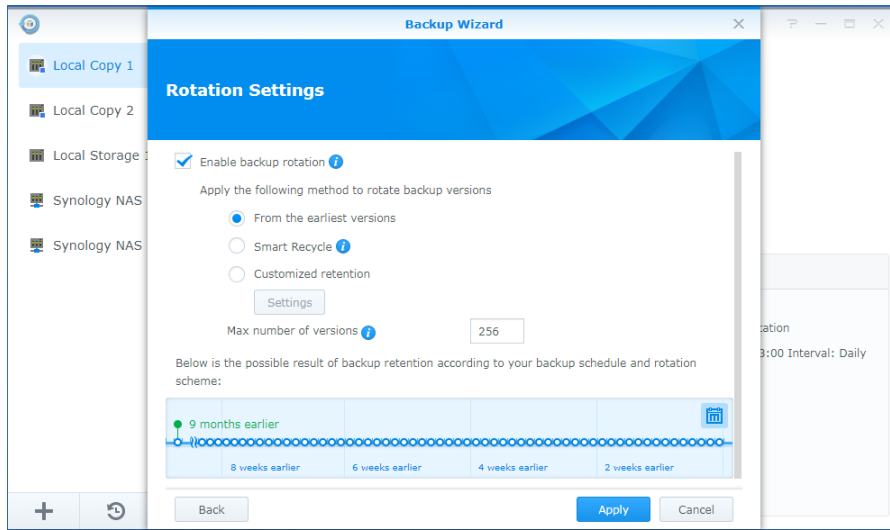 Backup Wizard
Local Copy 1
Local Copy 2
Local Storage
Synology NAS
Synology NAS
Rotation Settings
Enable backup rotation
Apply the following method to rotate backup versions
From the earliest versions
Smart Recycle
Customized retention
Settings
Max number of versions
256
Below is the possible result of backup retention according to your backup schedule and rotation
scheme:
9 months earlier
8 weeks earlier
6 weeks earlier
4 weeks earlier
2 weeks earlier
3:00 Interval: Daily
Back
Apply
Cancel